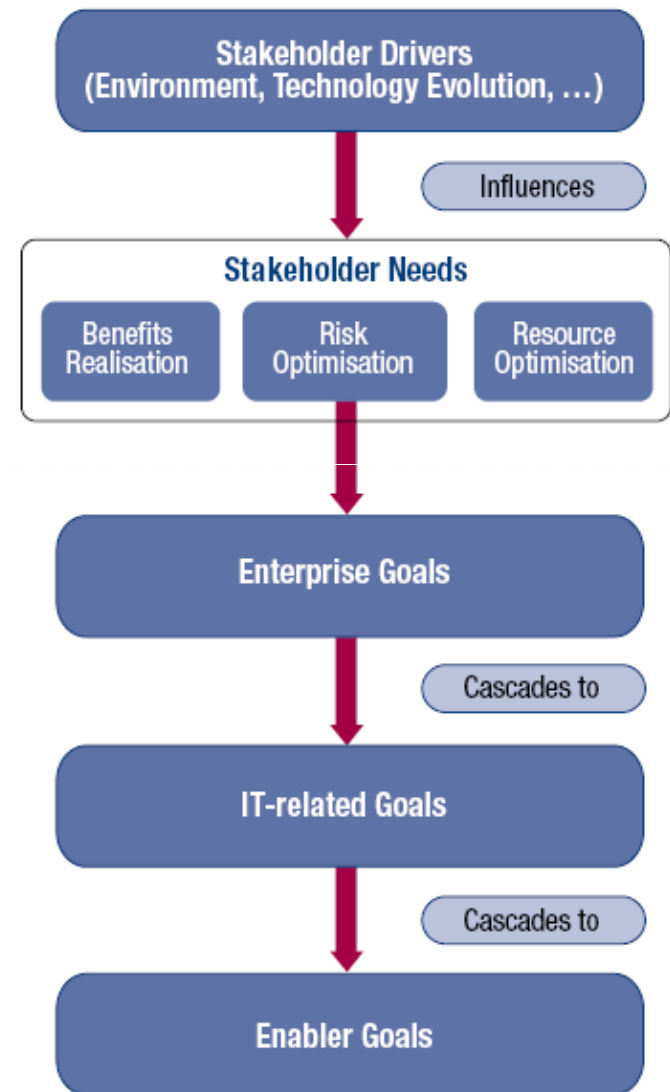 Stakeholder Drivers
(Environment, Technology Evolution, …)
Influences
Stakeholder Needs
Benefits
Realisation
Risk
Optimisation
Resource
Optimisation
Enterprise Goals
Cascades to
IT-related Goals
Cascades to
Enabler Goals